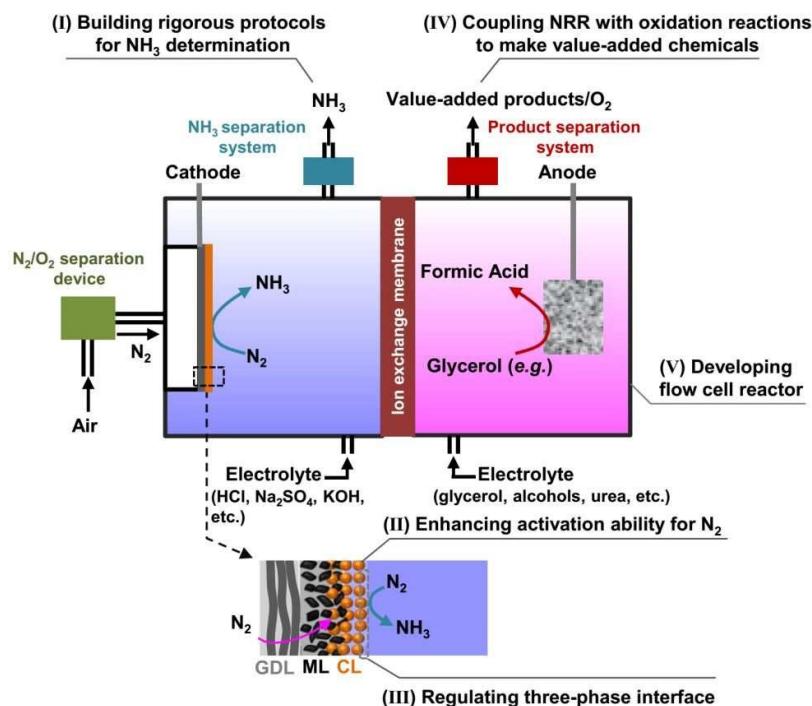 (I) Building rigorous protocols
for NH₃ determination
(IV) Coupling NRR with oxidation reactions
to make value-added chemicals
NH₃
Value-added products/O₂
NH₃ separation
system
Product separation
system
Cathode
Anode
N₂/O₂ separation
device
N₂
Air
NH₃
N₂
Ion exchange membrane
Formic Acid
Glycerol (e.g.)
(V) Developing
flow cell reactor
Electrolyte
(HCl, Na₂SO₄, KOH,
etc.)
Electrolyte
(glycerol, alcohols, urea, etc.)
(II) Enhancing activation ability for N₂
N₂
N₂
NH₃
GDL ML CL
(III) Regulating three-phase interface